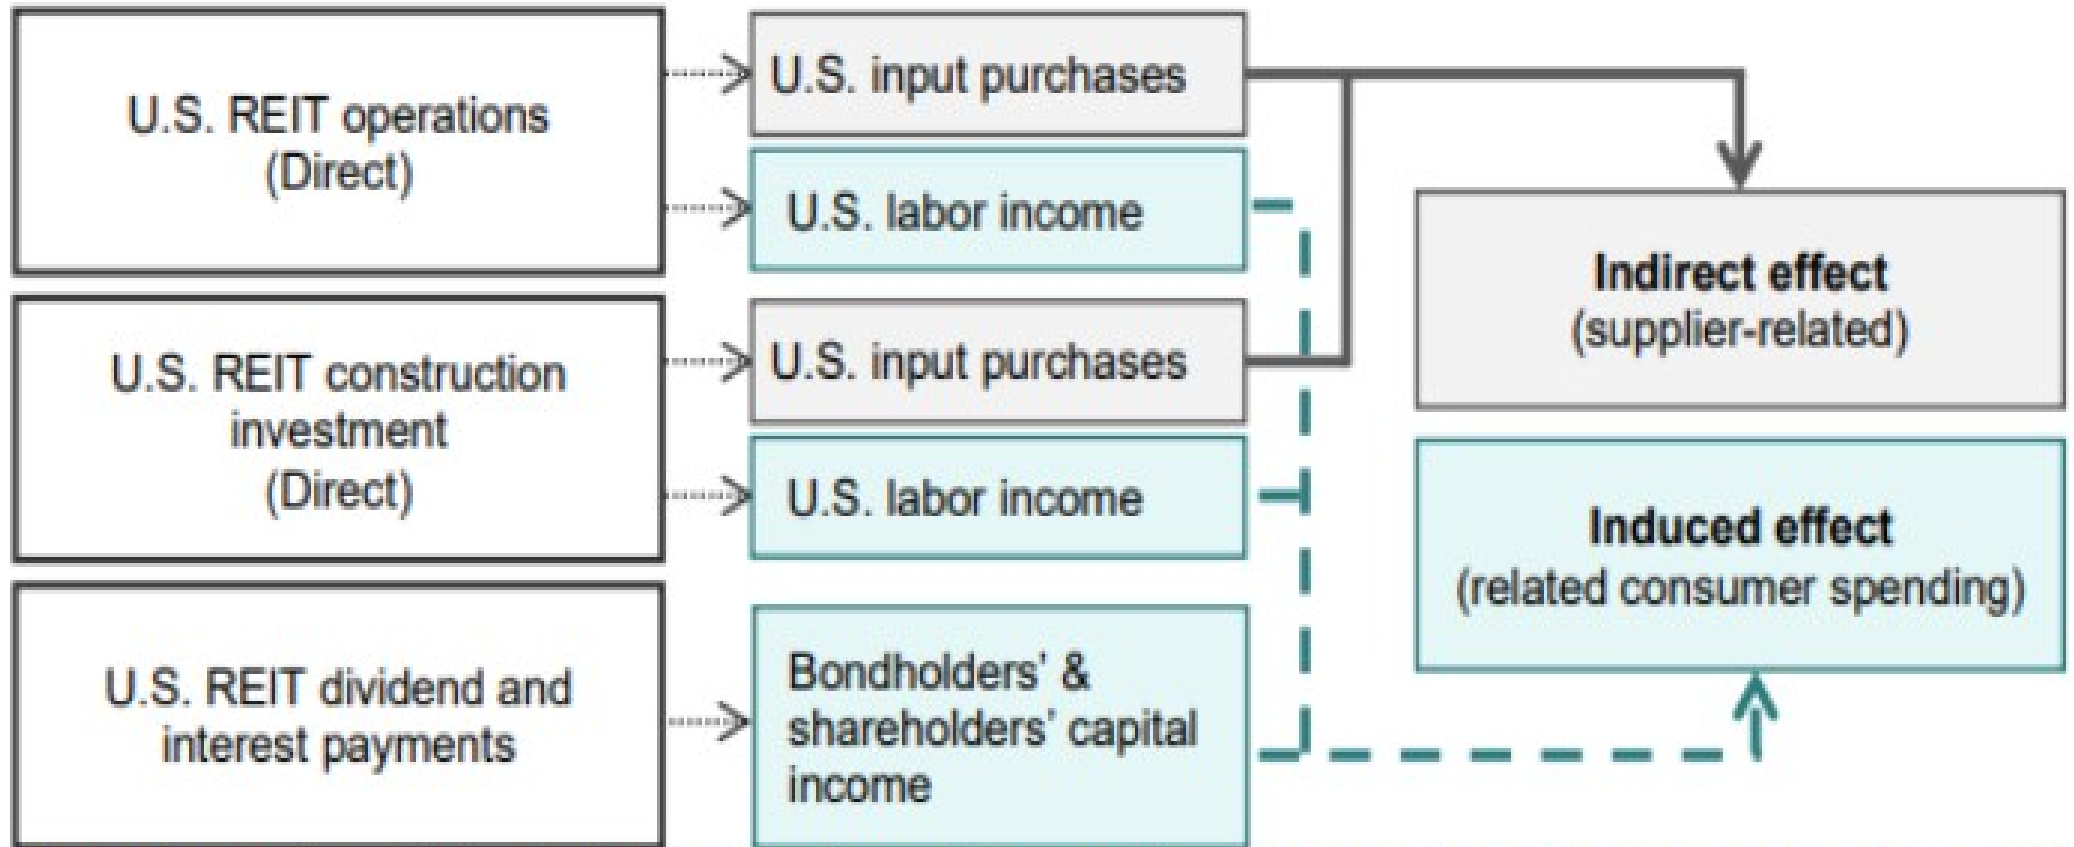 U.S. REIT operations
(Direct)
U.S. input purchases
U.S. labor income
U.S. REIT construction
investment
(Direct)
U.S. input purchases
U.S. labor income
U.S. REIT dividend and
interest payments
Bondholders’ &
shareholders’ capital
income
Indirect effect
(supplier-related)
Induced effect
(related consumer spending)